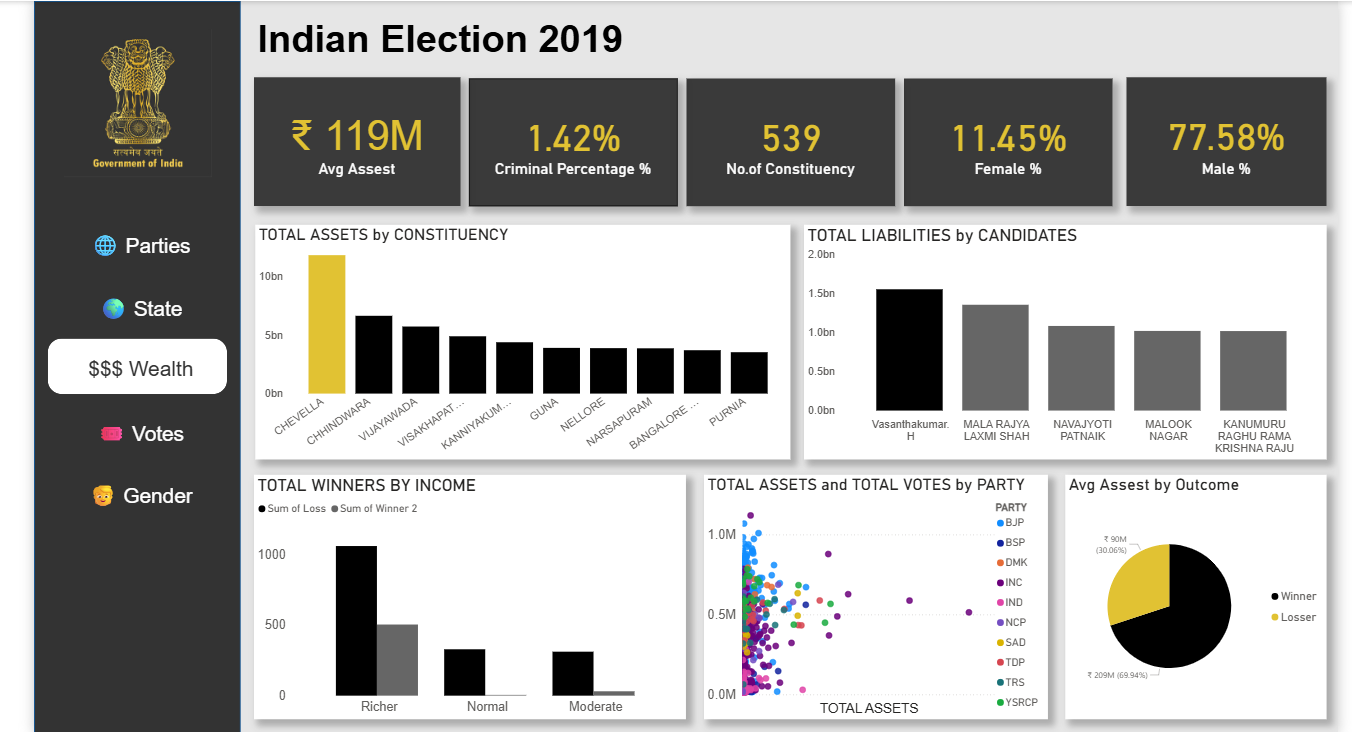 Indian Election 2019
सत्यमेव जयते
Government of India
🌐 Parties
🌍 State
$$$ Wealth
🎟️ Votes
Gender
₹ 119M
Avg Assest
1.42%
Criminal Percentage %
539
No.of Constituency
11.45%
Female %
77.58%
Male %
TOTAL ASSETS by CONSTITUENCY
10bn
5bn
0bn
CHEVELLA
CHHINDWARA
VIJAYAWADA
VISAKHAPAT...
KANNIYAKUM...
GUNA
NELLORE
NARSAPURAM
BANGALORE ...
PURNIA
TOTAL LIABILITIES by CANDIDATES
2.0bn
1.5bn
1.0bn
0.5bn
0.0bn
Vasanthakumar.
H
MALA RAJYA
LAXMI SHAH
NAVAJYOTI
PATNAIK
MALOOK
NAGAR
KANUMURU
RAGHU RAMA
KRISHNA RAJU
TOTAL WINNERS BY INCOME
Sum of Loss Sum of Winner 2
1000
500
0
Richer
Normal
Moderate
TOTAL ASSETS and TOTAL VOTES by PARTY
1.0M
0.5M
0.0M
TOTAL ASSETS
PARTY
BJP
BSP
DMK
INC
IND
NCP
SAD
TDP
TRS
YSRCP
Avg Assest by Outcome
₹ 90M
(30.06%)
₹ 209M (69.94%)
Winner
Losser